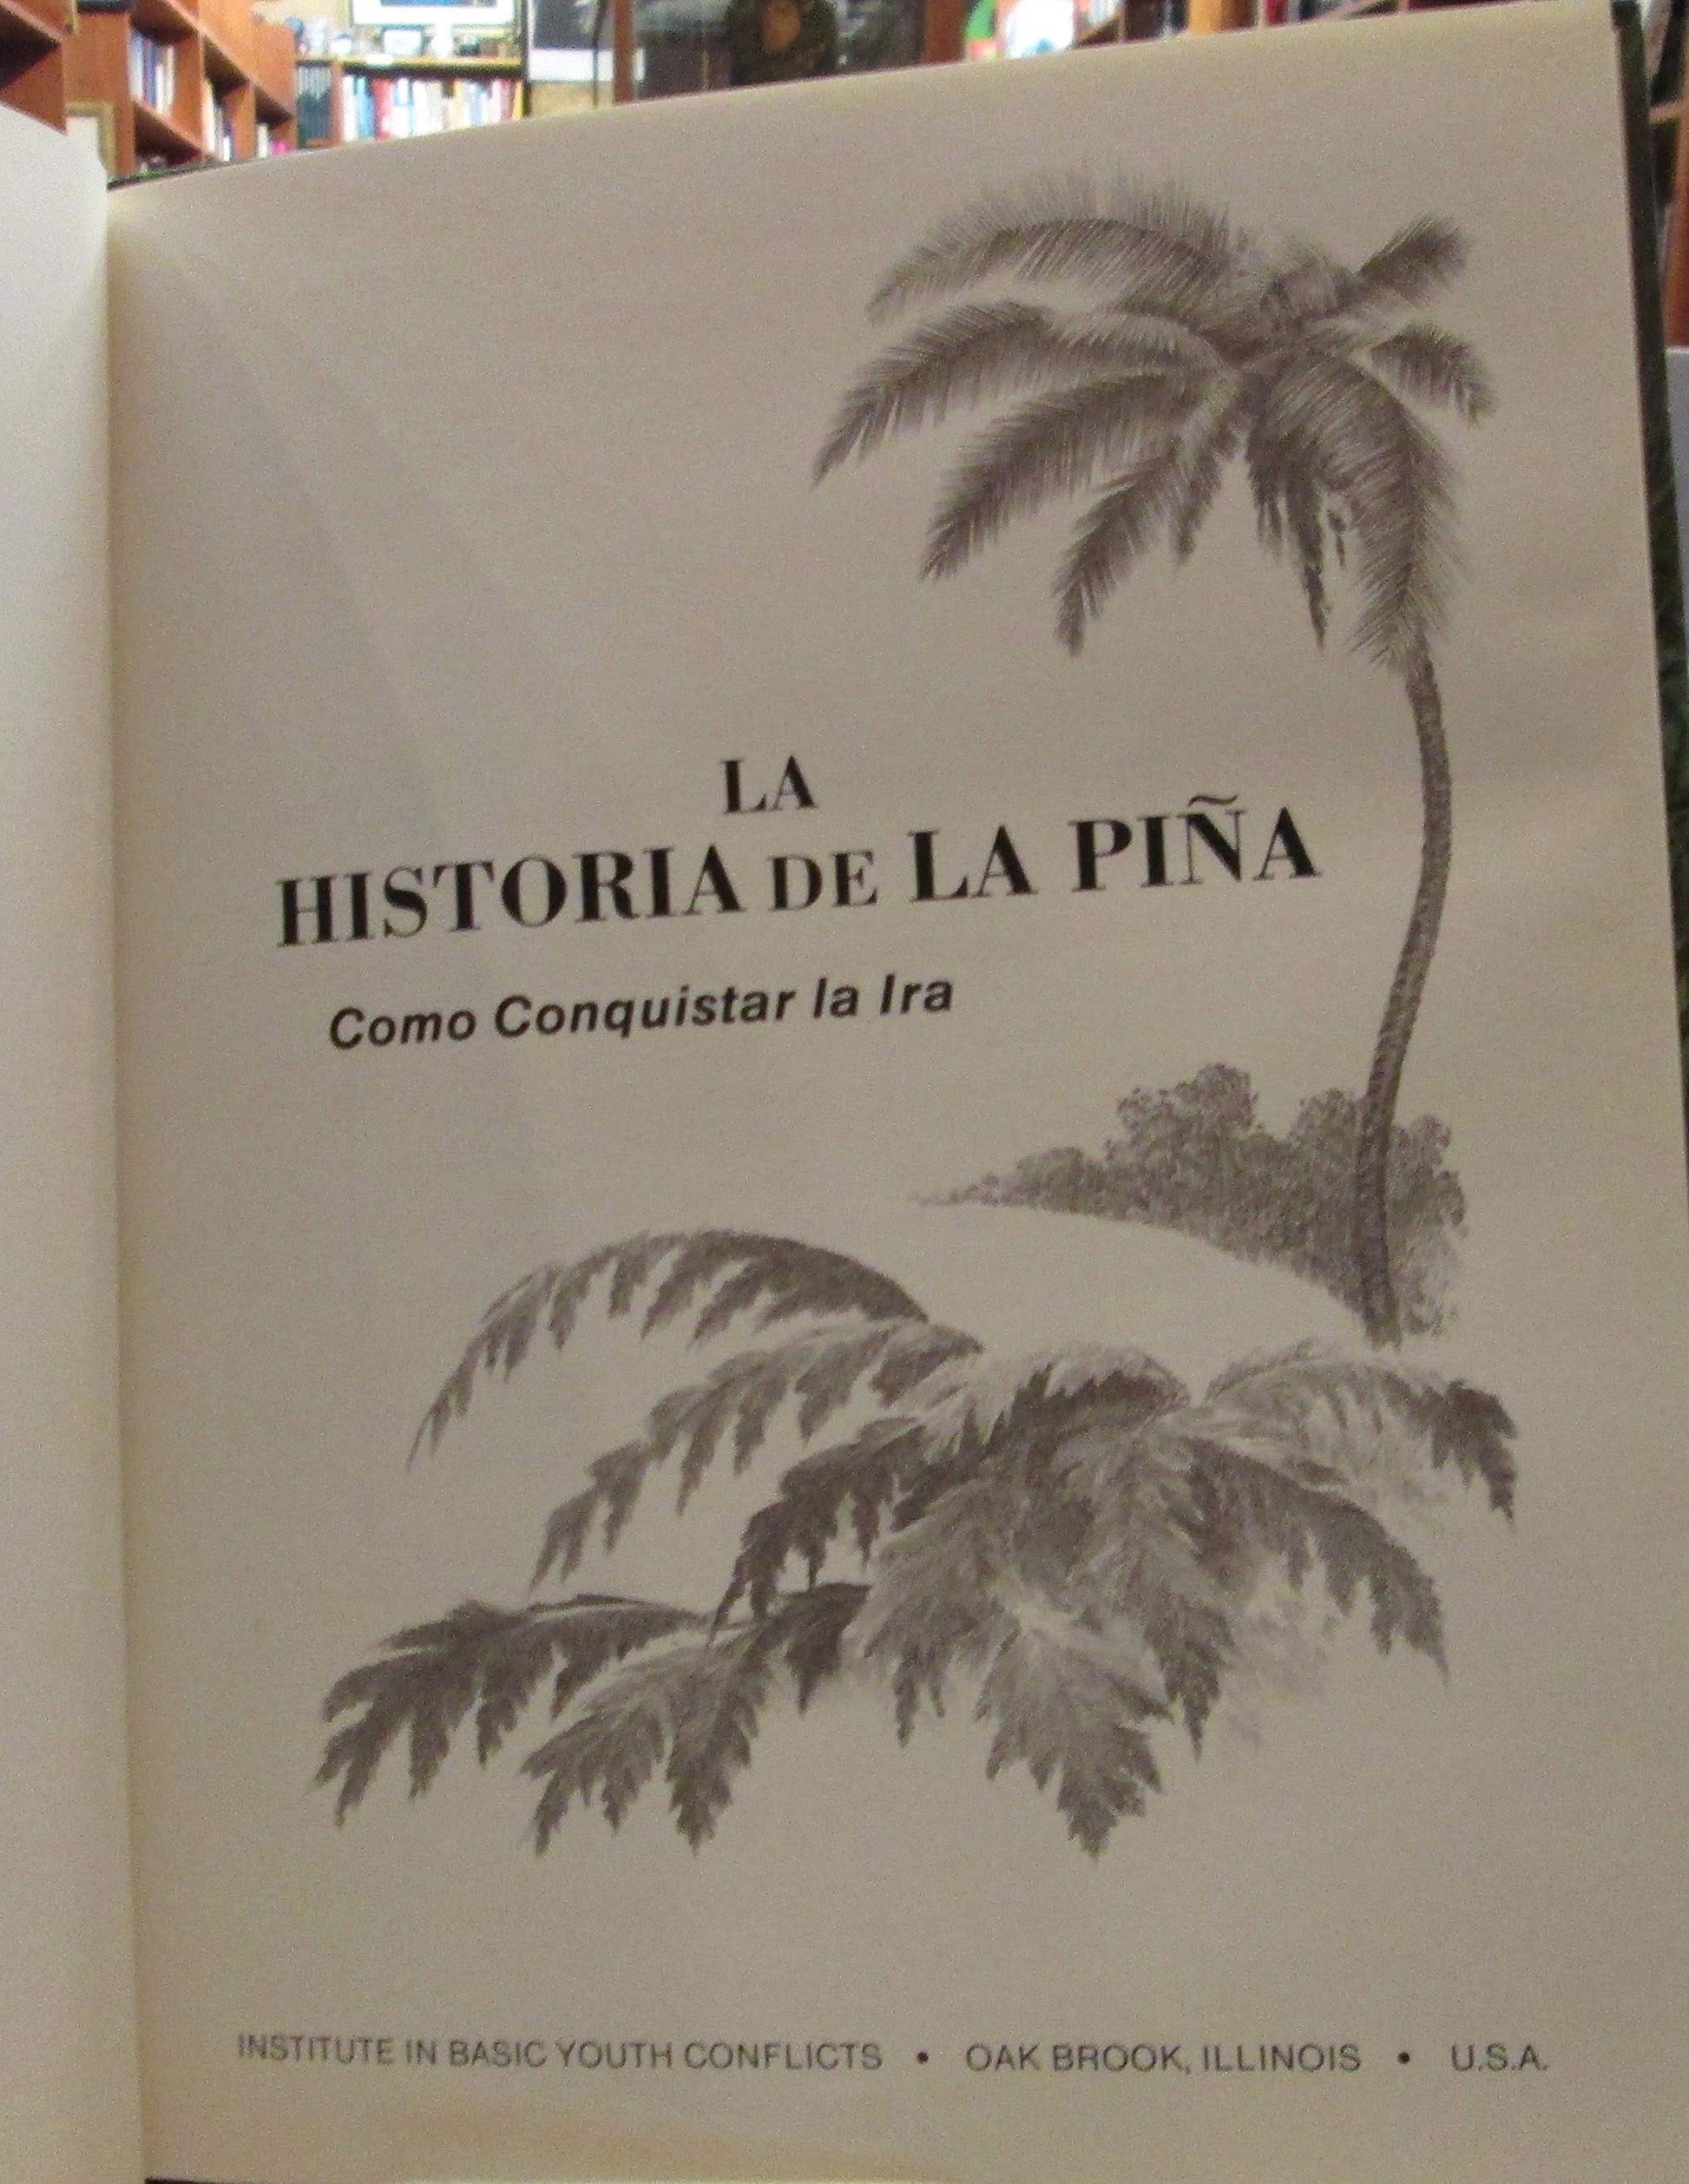 LA
HISTORIA DE LA PIÑA
Como Conquistar la Ira
INSTITUTE IN BASIC YOUTH CONFLICTS • OAK BROOK, ILLINOIS • U.S.A.